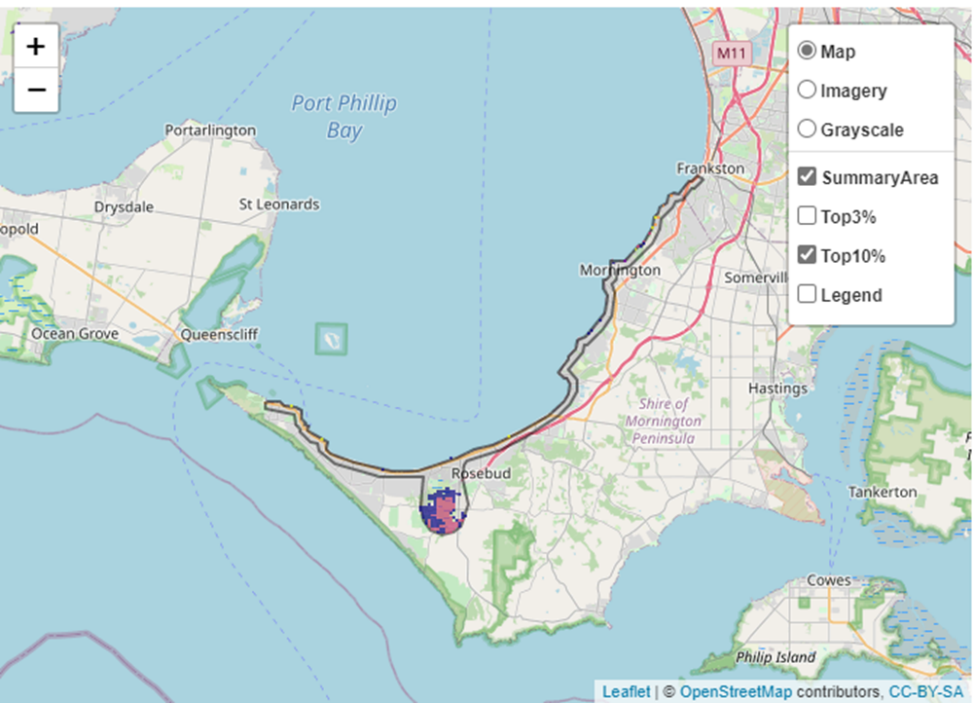 +
−
M11
Map
Imagery
Grayscale
SummaryArea
Top3%
Top10%
Legend
Port Phillip
Bay
Portarlington
Frankston
Drysdale
St Leonards
opold
Mornington
Somervill
Ocean Grove
Queenscliff
Hastings
Shire of
Mornington
Peninsula
Rosebud
Tankerton
Cowes
Philip Island
Leaflet | © OpenStreetMap contributors, CC-BY-SA